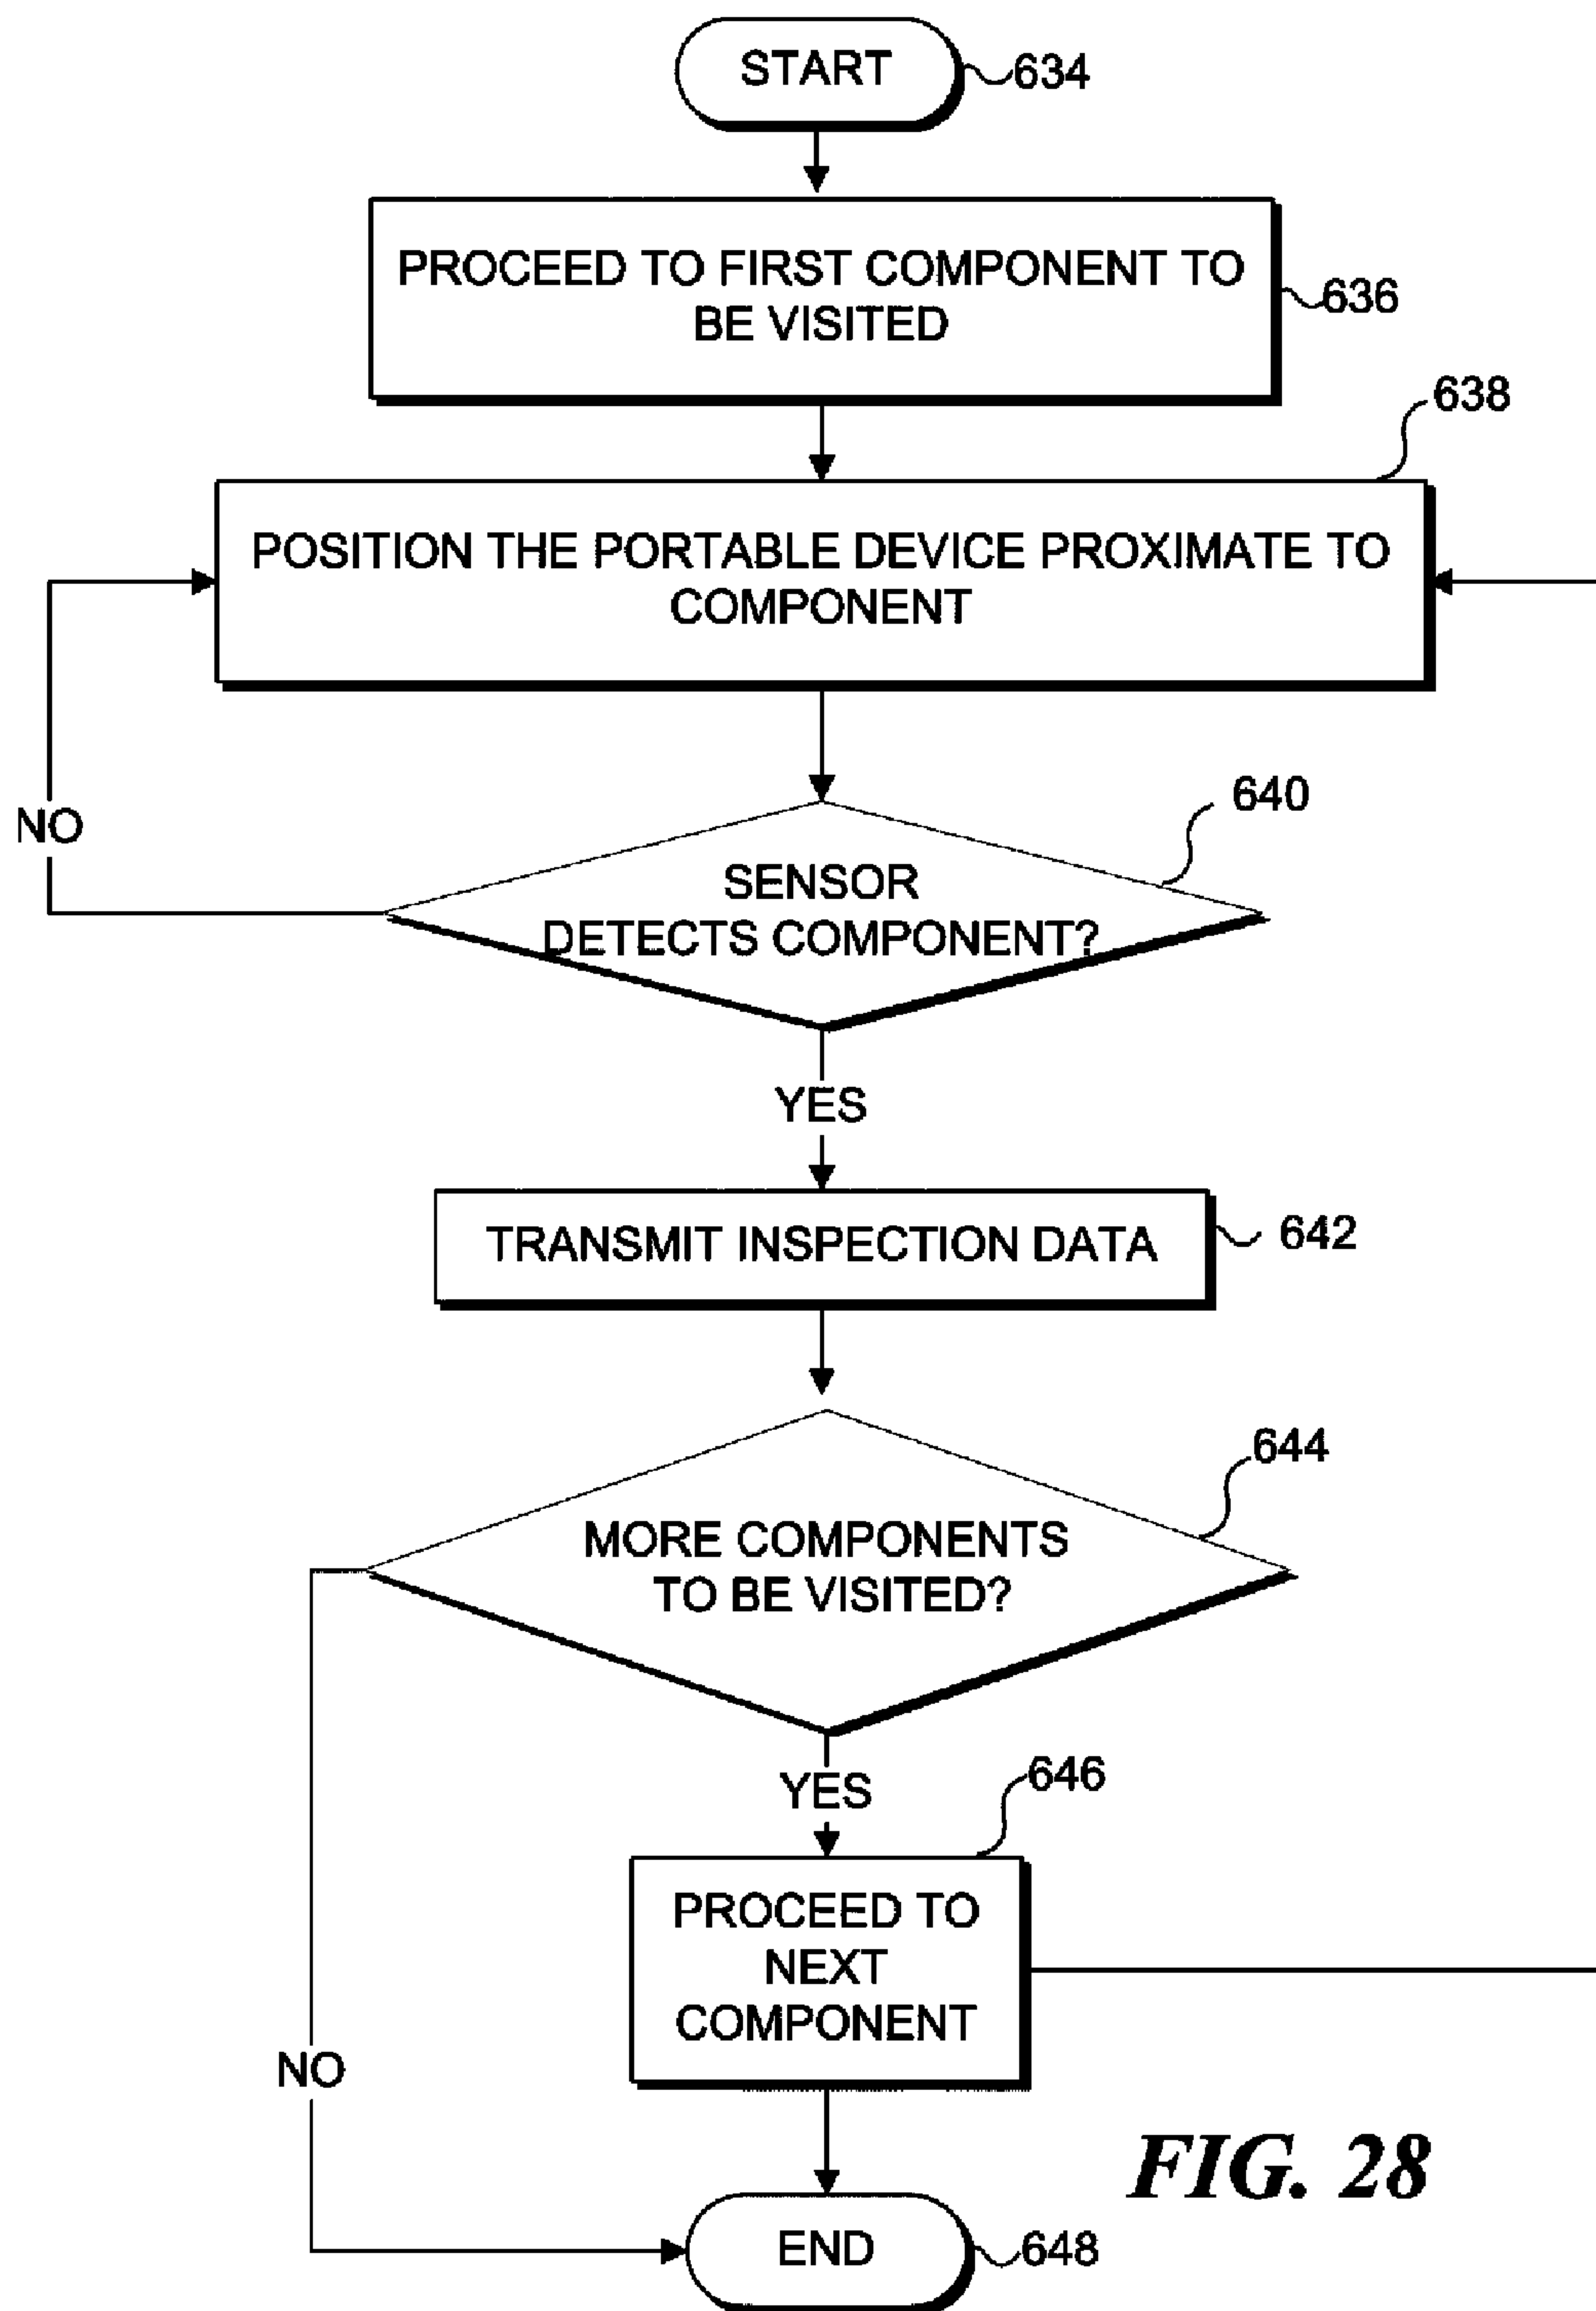 START
634
PROCEED TO FIRST COMPONENT TO
BE VISITED
636
638
POSITION THE PORTABLE DEVICE PROXIMATE TO
COMPONENT
NO
640
SENSOR
DETECTS COMPONENT?
YES
TRANSMIT INSPECTION DATA
642
644
MORE COMPONENTS
TO BE VISITED?
YES
646
PROCEED TO
NEXT
COMPONENT
NO
FIG. 28
END
648